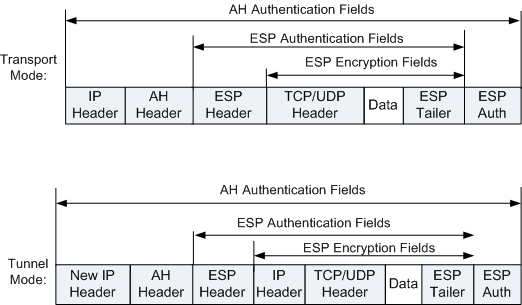 AH Authentication Fields
ESP Authentication Fields
ESP Encryption Fields
Transport
Mode:
IP
Header
AH
Header
ESP
Header
TCP/UDP
Header
Data
ESP
Tailer
ESP
Auth
AH Authentication Fields
ESP Authentication Fields
ESP Encryption Fields
Tunnel
Mode:
New IP
Header
AH
Header
ESP
Header
IP
Header
TCP/UDP
Header
Data
ESP
Tailer
ESP
Auth